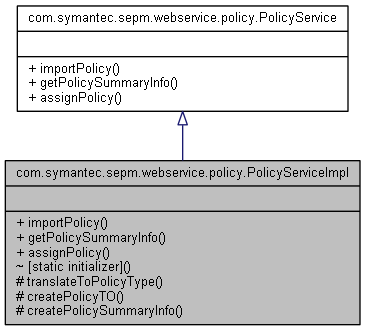 com.symantec.sepm.webservice.policy.PolicyService
+ importPolicy()
+ getPolicySummaryInfo()
+ assignPolicy()
com.symantec.sepm.webservice.policy.PolicyServiceImpl
+ importPolicy()
+ getPolicySummaryInfo()
+ assignPolicy()
~ [static initializer]()
# translateToPolicyType()
# createPolicyTO()
# createPolicySummaryInfo()